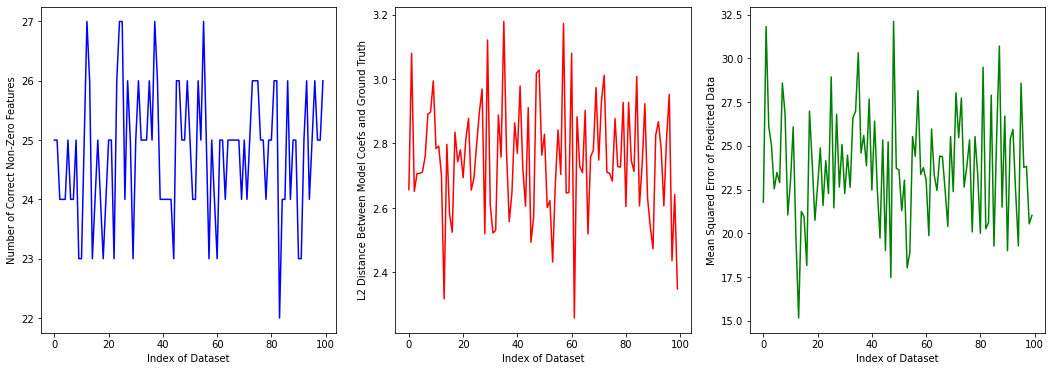 Number of Correct Non-Zero Features
27
26
25
24
23
22
0 20 40 60 80 100
Index of Dataset
L2 Distance Between Model Coefs and Ground Truth
3.2
3.0
2.8
2.6
2.4
0 20 40 60 80 100
Index of Dataset
Mean Squared Error of Predicted Data
32.5
30.0
27.5
25.0
22.5
20.0
17.5
15.0
0 20 40 60 80 100
Index of Dataset